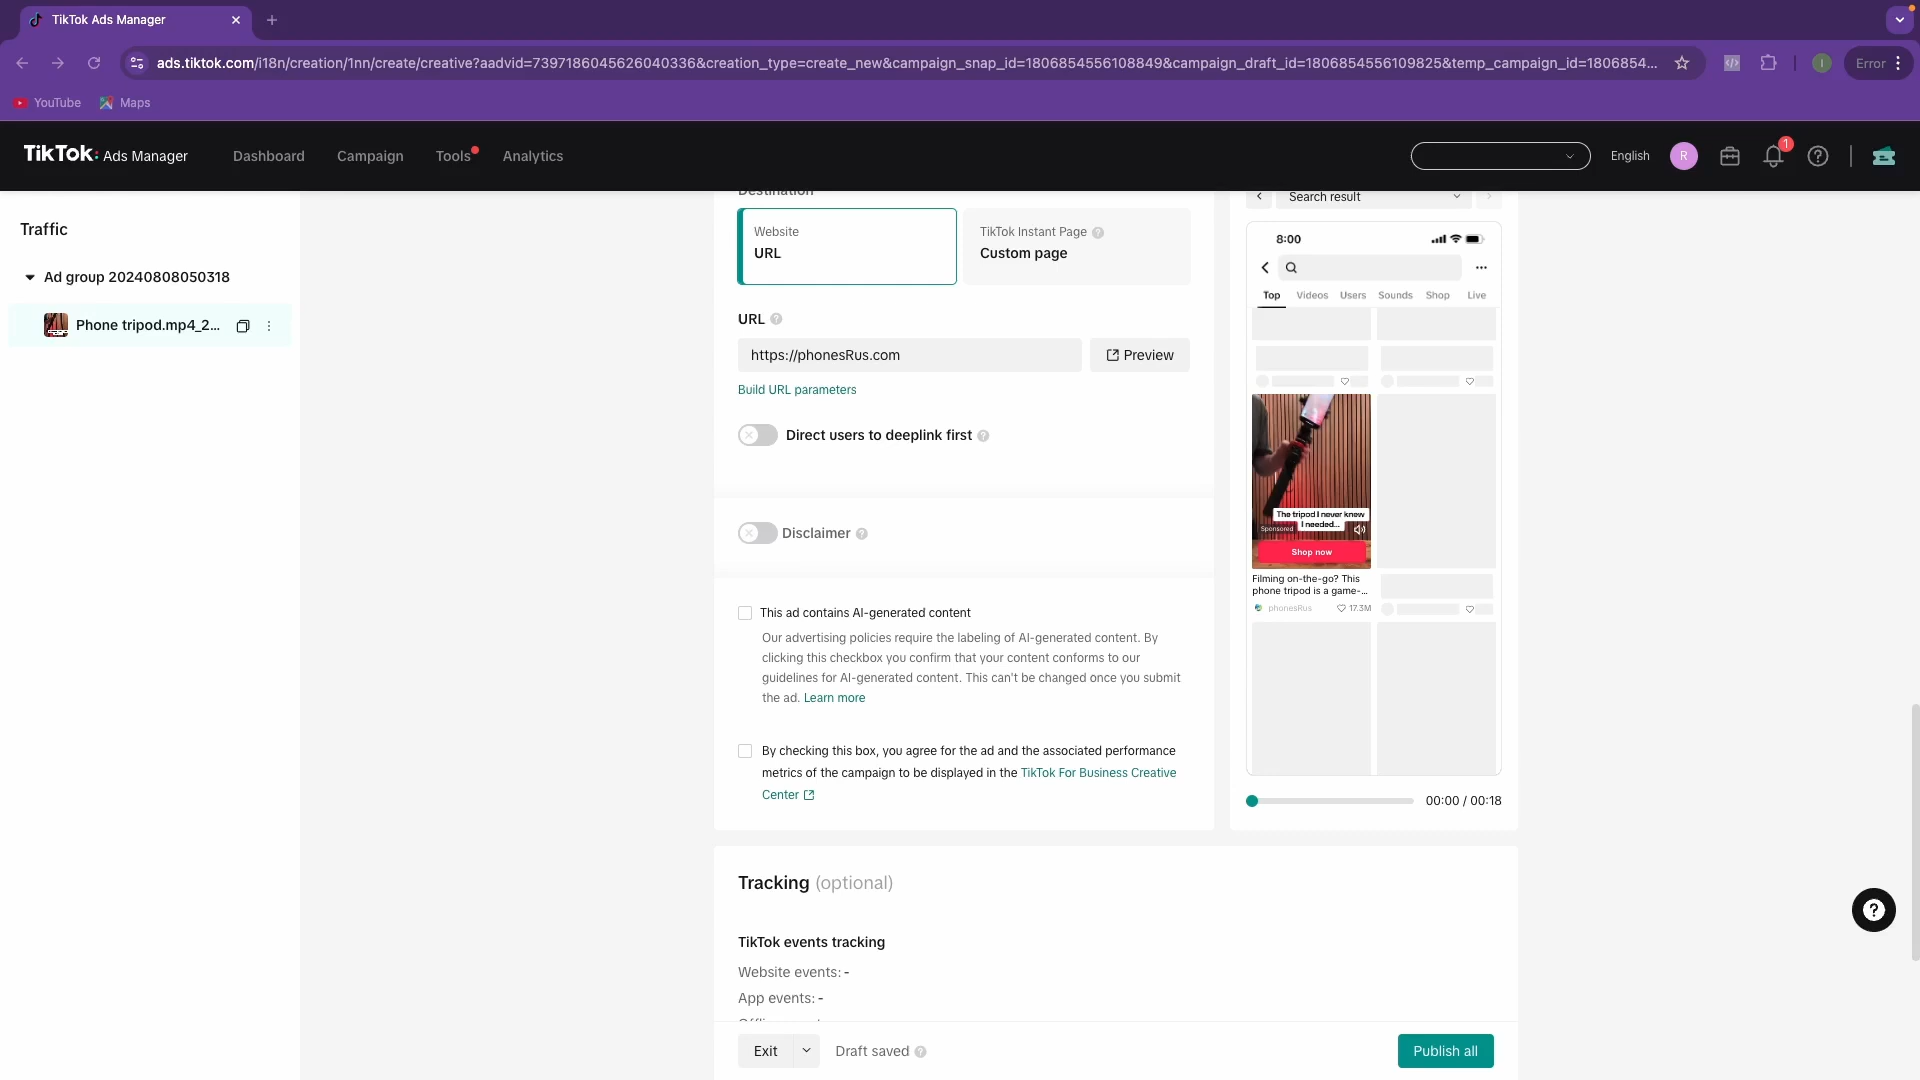 TikTok Ads Manager
ads.tiktok.com/i18n/creation/1nn/create/creative?aadvid=7397186045626040336&creation_type=create_new&campaign_snap_id=1806854556108849&campaign_draft_id=1806854556109825&temp_campaign_id=1806854...
Error
YouTube
Maps
TikTok: Ads Manager
Dashboard
Campaign
Tools
Analytics
English
R
1
Traffic
Ad group 20240808050318
Phone tripod.mp4_2...
Destination
Website
URL
TikTok Instant Page
Custom page
URL
https://phonesRus.com
Preview
Build URL parameters
Direct users to deeplink first
Disclaimer
This ad contains AI-generated content
Our advertising policies require the labeling of AI-generated content. By
clicking this checkbox you confirm that your content conforms to our
guidelines for AI-generated content. This can't be changed once you submit
the ad. Learn more
By checking this box, you agree for the ad and the associated performance
metrics of the campaign to be displayed in the TikTok For Business Creative
Center
Search result
8:00
Top
Videos
Users
Sounds
Shop
Live
The tripod I never knew
I needed...
Sponsored
Shop now
Filming on-the-go? This
phone tripod is a game-...
phonesRus
17.3M
00:00 / 00:18
Tracking (optional)
TikTok events tracking
Website events: -
App events: -
Exit
Draft saved
Publish all